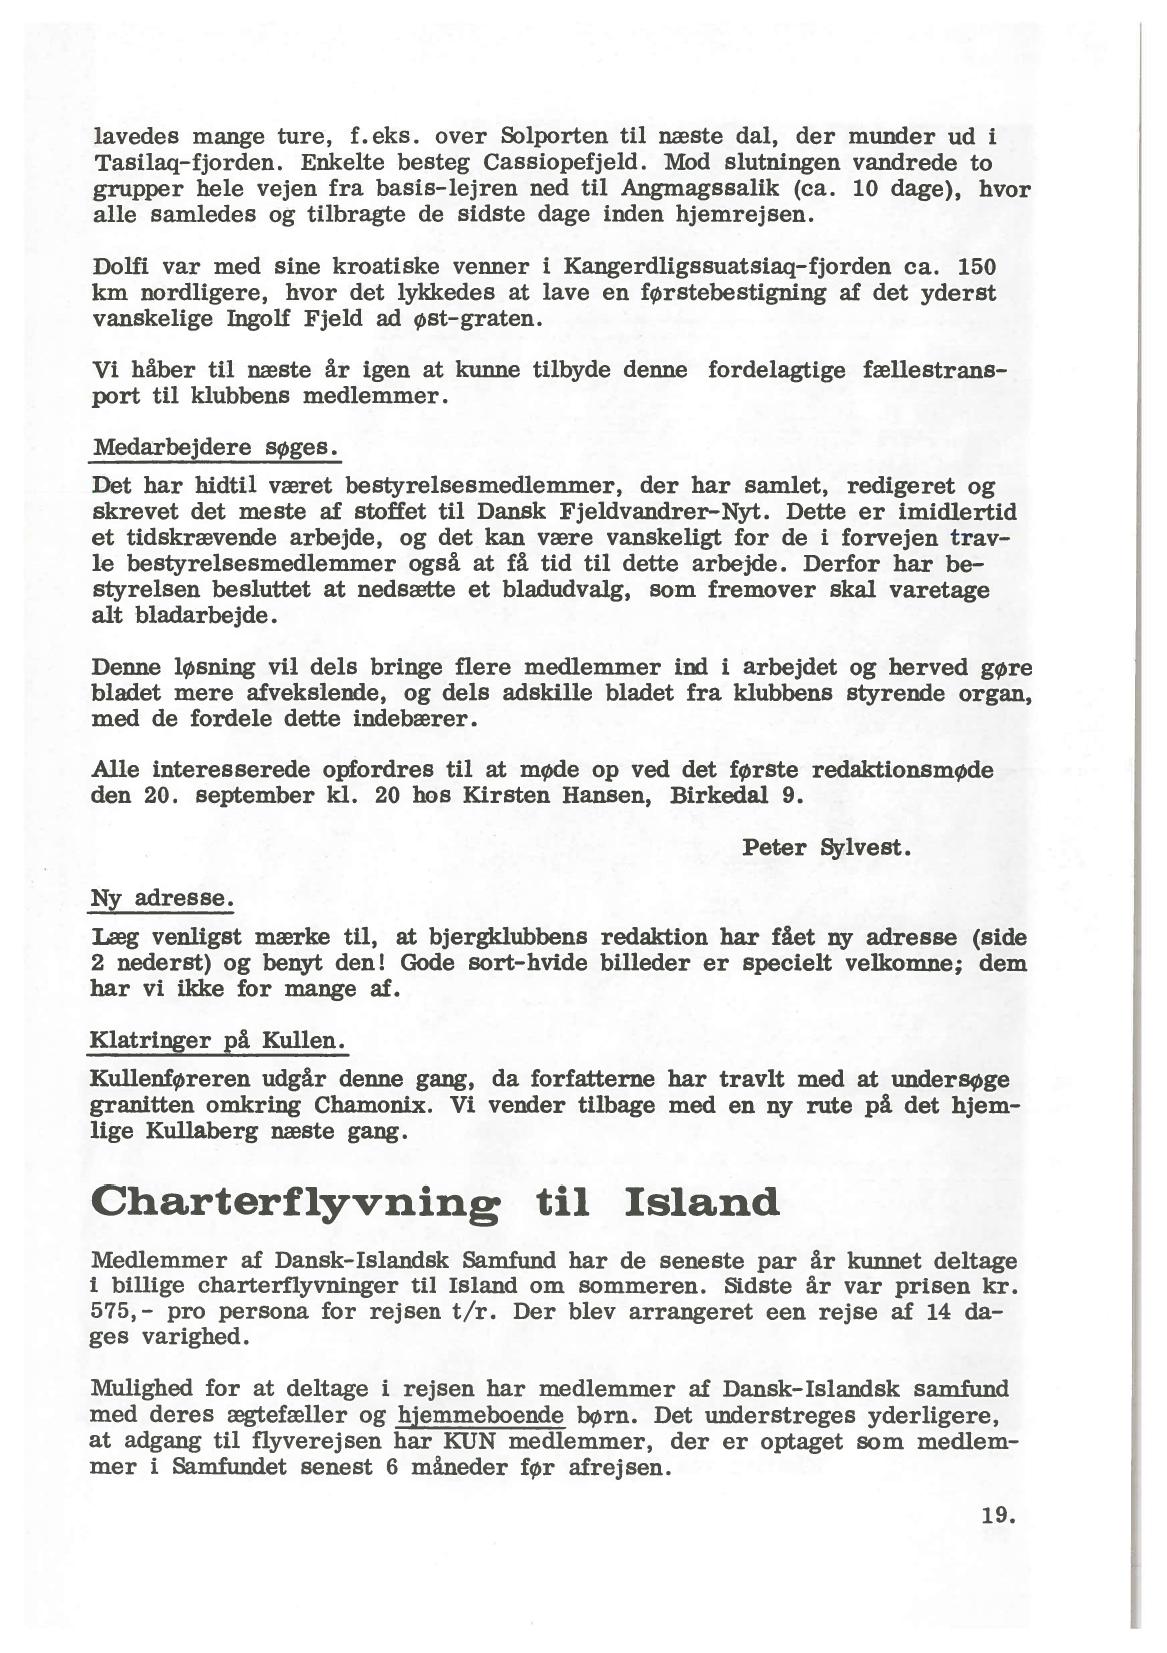 lavedes mange ture, f.eks. over Solporten til næste dal, der munder ud i
Tasilaq-fjorden. Enkelte besteg Cassiopefjeld. Mod slutningen vandrede to
grupper hele vejen fra basis-lejren ned til Angmagssalik (ca. 10 dage), hvor
alle samledes og tilbragte de sidste dage inden hjemrejsen.
Dolfi var med sine kroatiske venner i Kangerdligssuatsiaq-fjorden ca. 150
km nordligere, hvor det lykkedes at lave en førstebestigning af det yderst
vanskelige Ingolf Fjeld ad øst-graten.
Vi håber til næste år igen at kunne tilbyde denne fordelagtige fællestrans-
port til klubbens medlemmer.
Medarbejdere søges.
Det har hidtil været bestyrelsesmedlemmer, der har samlet, redigeret og
skrevet det meste af stoffet til Dansk Fjeldvandrer-Nyt. Dette er imidlertid
et tidskrævende arbejde, og det kan være vanskeligt for de i forvejen trav-
le bestyrelsesmedlemmer også at få tid til dette arbejde. Derfor har be-
styrelsen besluttet at nedsætte et bladudvalg, som fremover skal varetage
alt bladarbejde.
Denne løsning vil dels bringe flere medlemmer ind i arbejdet og herved gøre
bladet mere afvekslende, og dels adskille bladet fra klubbens styrende organ,
med de fordele dette indebærer.
Alle interesserede opfordres til at møde op ved det første redaktionsmøde
den 20. september kl. 20 hos Kirsten Hansen, Birkedal 9.
Peter Sylvest.
Ny adresse.
Læg venligst mærke til, at bjergklubbens redaktion har fået ny adresse (side
2 nederst) og benyt den! Gode sort-hvide billeder er specielt velkomne; dem
har vi ikke for mange af.
Klatringer på Kullen.
Kullenføreren udgår denne gang, da forfatterne har travlt med at undersøge
granitten omkring Chamonix. Vi vender tilbage med en ny rute på det hjem-
lige Kullaberg næste gang.
Charterflyvning til Island
Medlemmer af Dansk-Islandsk Samfund har de seneste par år kunnet deltage
i billige charterflyvninger til Island om sommeren. Sidste år var prisen kr.
575,- pro persona for rejsen t/r. Der blev arrangeret een rejse af 14 da-
ges varighed.
Mulighed for at deltage i rejsen har medlemmer af Dansk-Islandsk samfund
med deres ægtefæller og hjemmeboende børn. Det understreges yderligere,
at adgang til flyverejsen har KUN medlemmer, der er optaget som medlem-
mer i Samfundet senest 6 måneder før afrejsen.
19.